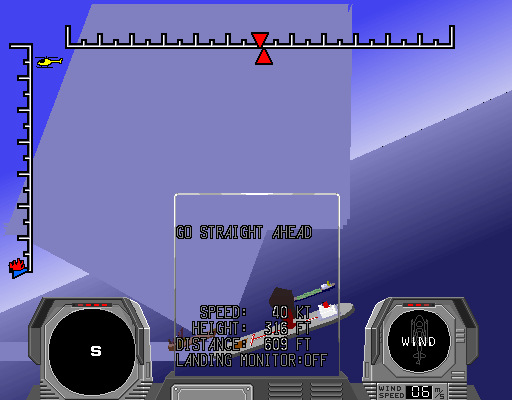 GO STRAIGHT AHEAD
SPEED: 40 KT
HEIGHT: 316 FT
DISTANCE: 609 FT
LANDING MONITOR:OFF
S
WIND
WIND SPEED 06 m/s